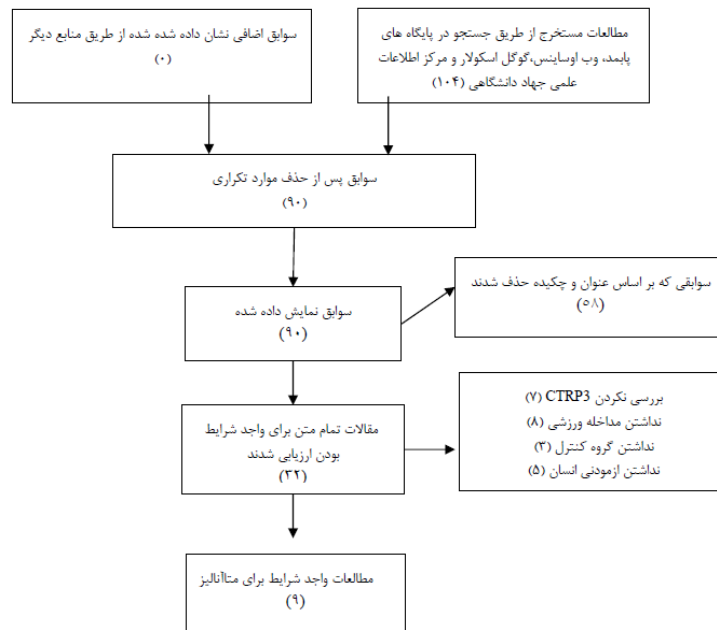 مطالعات مستخرج از طریق جستجو در پایگاه های
پابمد، وب اوساینس،گوگل اسکولار و مرکز اطلاعات
علمی جهاد دانشگاهی (۱۰۴)
سوابق اضافی نشان داده شده شده از طریق منابع دیگر
(۰)
سوابق پس از حذف موارد تکراری
(۹۰)
سوابق نمایش داده شده
(۹۰)
سوابقی که بر اساس عنوان و چکیده حذف شدند
(۵۸)
مقالات تمام متن برای واجد شرایط
بودن ارزیابی شدند
(۳۲)
بررسی نکردن CTRP3 (۷)
نداشتن مداخله ورزشی (۸)
نداشتن گروه کنترل (۳)
نداشتن ازمودنی انسان (۵)
مطالعات واجد شرایط برای متاآنالیز
(۹)